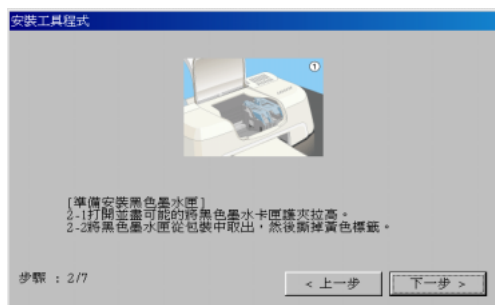 安裝工具程式
①
[準備安裝黑色墨水匣]
2-1打開並盡可能的將黑色墨水卡匣護夾拉高。
2-2將黑色墨水匣從包裝中取出，然後撕掉黃色標籤。
步驟 : 2/7
< 上一步
下一步 >